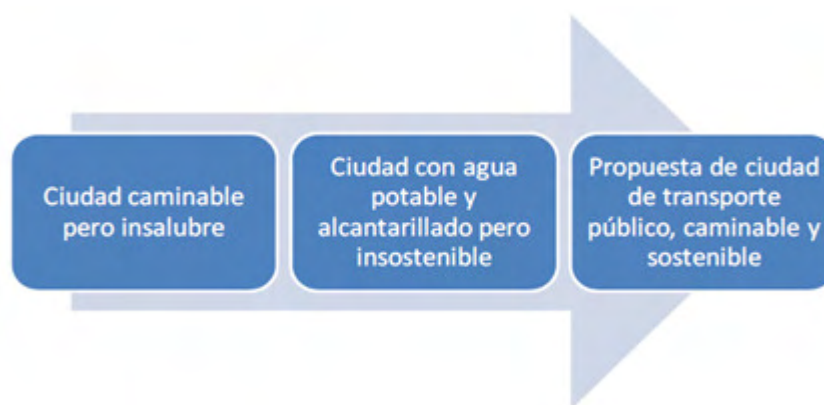 Ciudad caminable
pero insalubre
Ciudad con agua
potable y
alcantarillado pero
insostenible
Propuesta de ciudad
de transporte
público, caminable y
sostenible